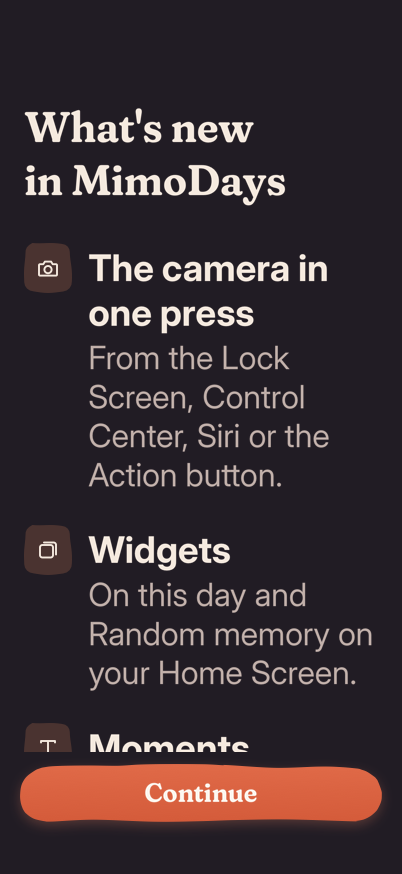 What's new
in MimoDays
The camera in
one press
From the Lock
Screen, Control
Center, Siri or the
Action button.
Widgets
On this day and
Random memory on
your Home Screen.
Moments
Continue